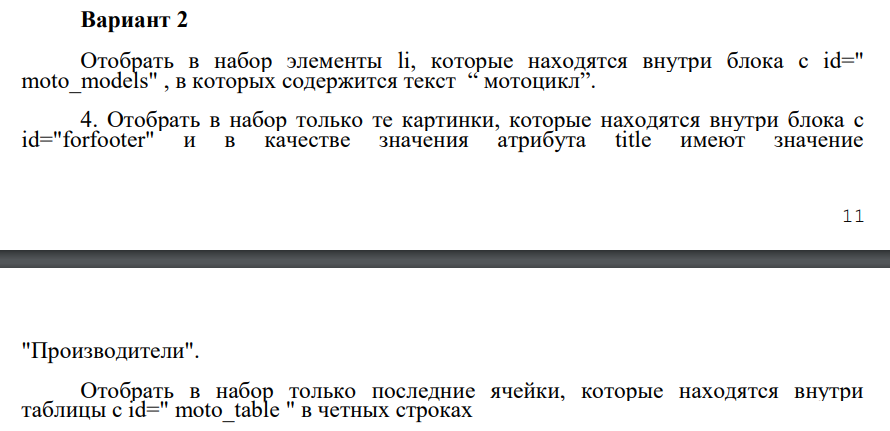 Вариант 2
Отобрать в набор элементы li, которые находятся внутри блока с id="
moto_models" , в которых содержится текст “ мотоцикл”.
4. Отобрать в набор только те картинки, которые находятся внутри блока с
id="forfooter" и в качестве значения атрибута title имеют значение
11
"Производители".
Отобрать в набор только последние ячейки, которые находятся внутри
таблицы с id=" moto_table " в четных строках